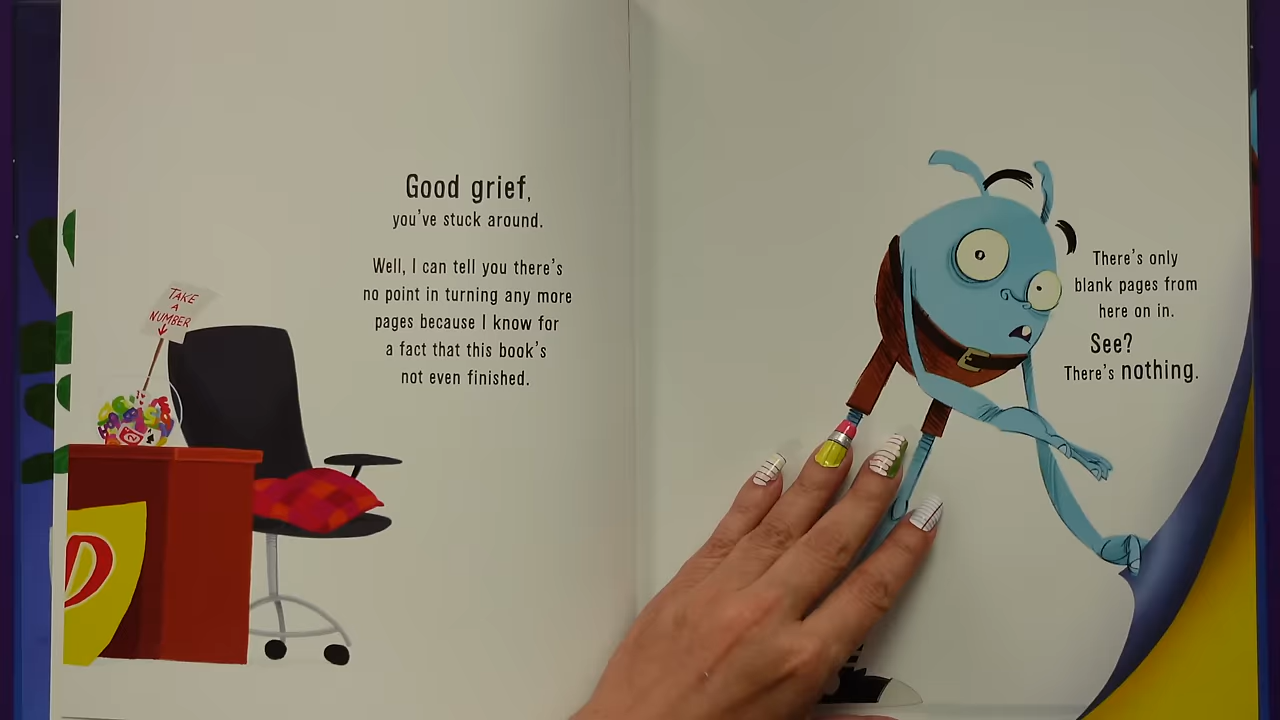 Good grief,
you've stuck around.
Well, I can tell you there's
no point in turning any more
pages because I know for
a fact that this book's
not even finished.
TAKE
A
NUMBER
D
There's only
blank pages from
here on in.
See?
There's nothing.